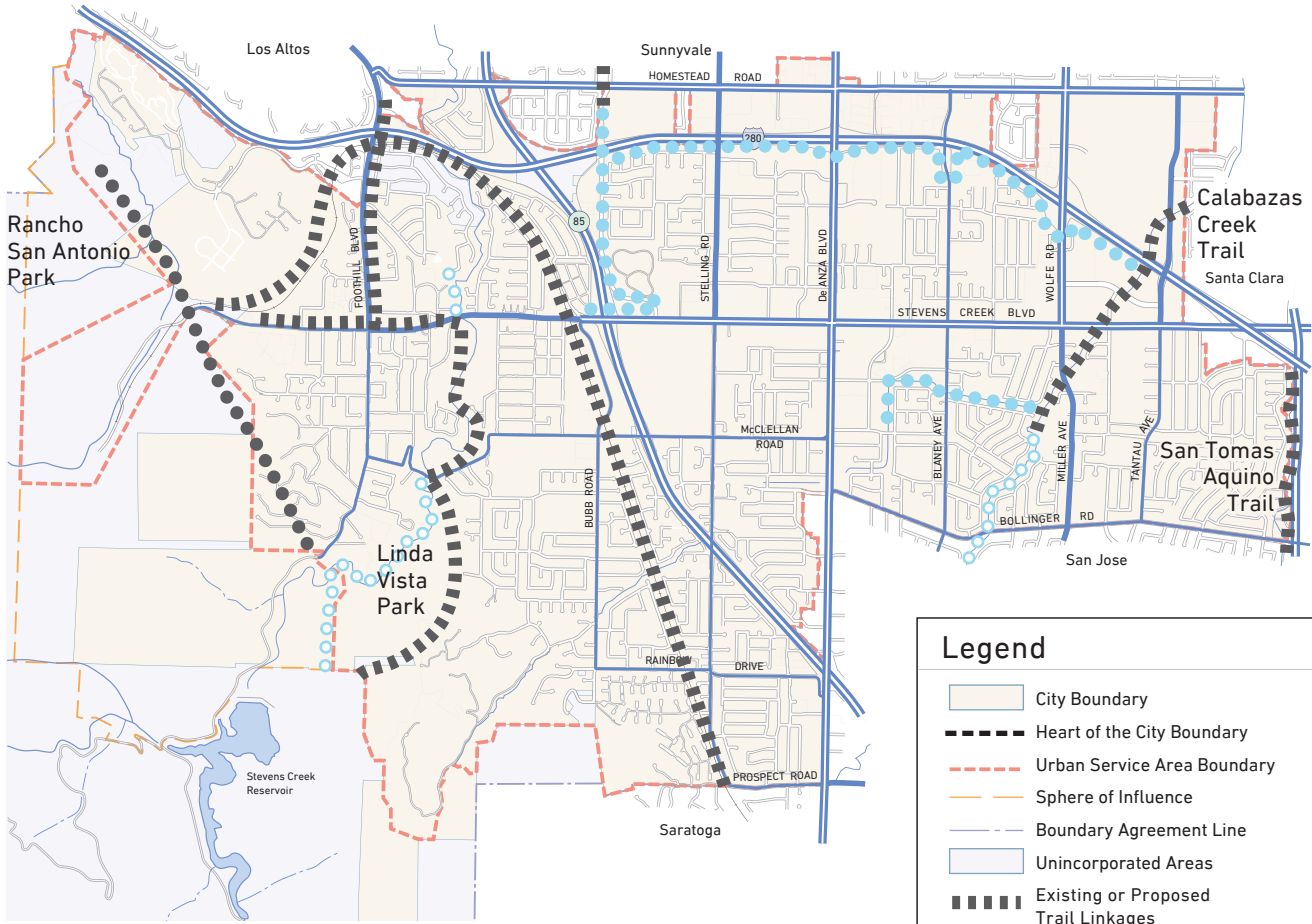 Los Altos
Sunnyvale
HOMESTEAD ROAD
280
Rancho
San Antonio
Park
FOOTHILL BLVD
85
STELLING RD
De ANZA BLVD
WOLFE RD
Calabazas
Creek
Trail
Santa Clara
STEVENS CREEK BLVD
McCLELLAN
ROAD
BLANEY AVE
MILLER AVE
TANTAU AVE
San Tomas
Aquino
Trail
BUBB ROAD
BOLLINGER RD
San Jose
Linda
Vista
Park
RAINBOW DRIVE
Stevens Creek
Reservoir
PROSPECT ROAD
Saratoga
Legend
City Boundary
Heart of the City Boundary
Urban Service Area Boundary
Sphere of Influence
Boundary Agreement Line
Unincorporated Areas
Existing or Proposed
Trail Linkages